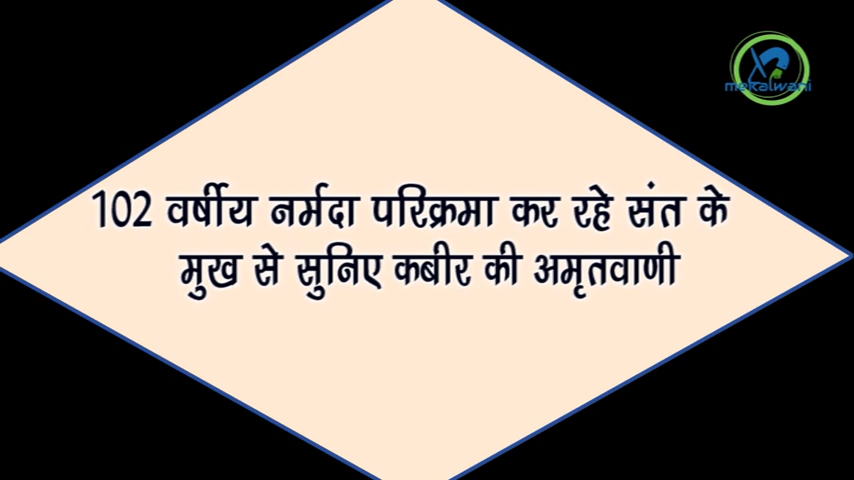 mekalwani
102 वर्षीय नर्मदा परिक्रमा कर रहे संत के
मुख से सुनिए कबीर की अमृतवाणी